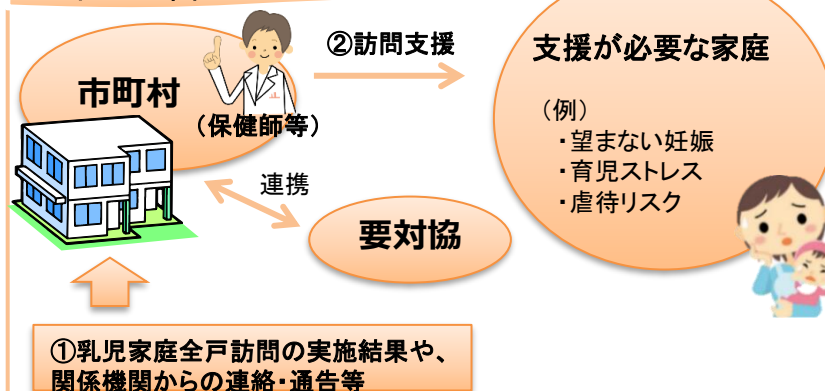 ②訪問支援
支援が必要な家庭
市町村
(保健師等)
(例)
・望まない妊娠
・育児ストレス
・虐待リスク
連携
要対協
①乳児家庭全戸訪問の実施結果や、
関係機関からの連絡・通告等